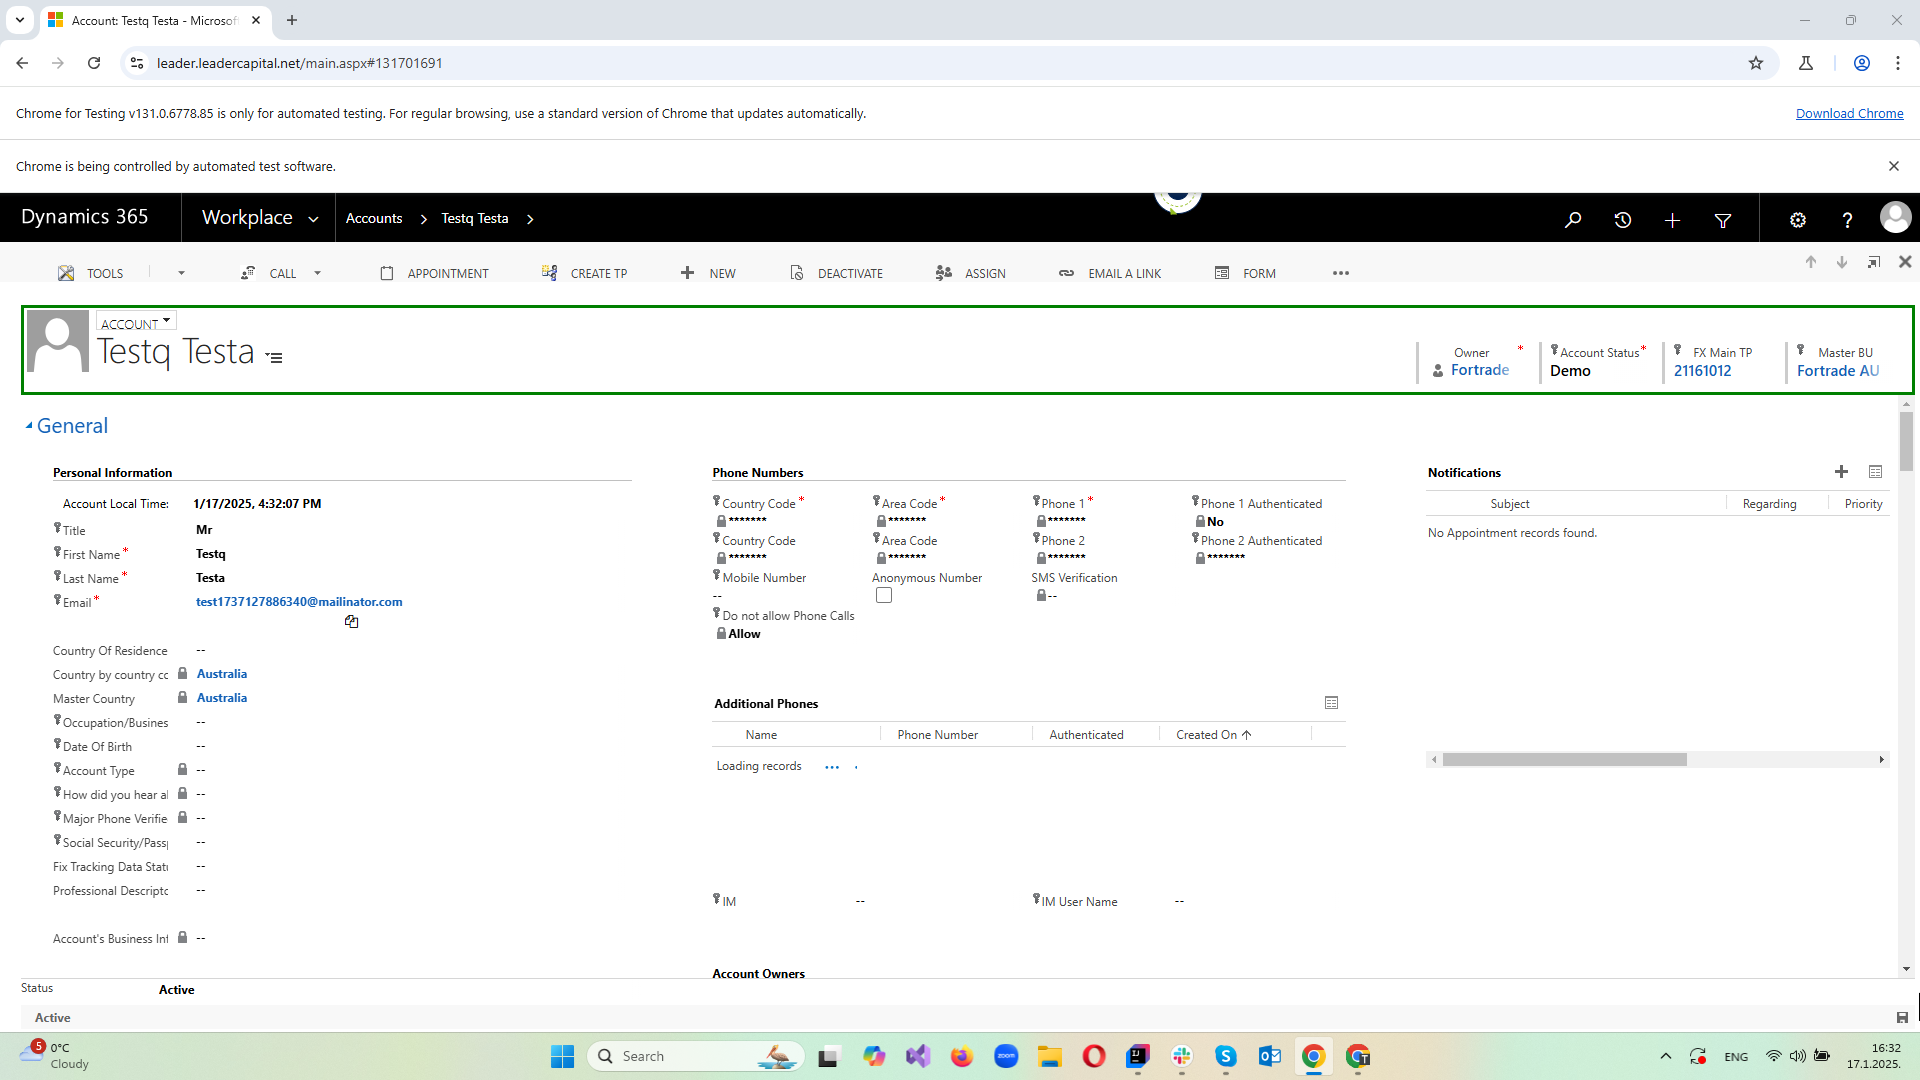 Account: Testq Testa - Microsof
leader.leadercapital.net/main.aspx#131701691
Chrome for Testing v131.0.6778.85 is only for automated testing. For regular browsing, use a standard version of Chrome that updates automatically.
Download Chrome
Chrome is being controlled by automated test software.
Dynamics 365
Workplace
Accounts
Testq Testa
TOOLS
CALL
APPOINTMENT
CREATE TP
NEW
DEACTIVATE
ASSIGN
EMAIL A LINK
FORM
ACCOUNT
Testq Testa
Owner *
Fortrade
Account Status *
Demo
FX Main TP
21161012
Master BU
Fortrade AU
General
Personal Information
Account Local Time:
1/17/2025, 4:32:07 PM
Title
Mr
First Name *
Testq
Last Name *
Testa
Email *
test1737127886340@mailinator.com
Country Of Residence
--
Country by country cc
Australia
Master Country
Australia
Occupation/Busines
--
Date Of Birth
--
Account Type
--
How did you hear al
--
Major Phone Verifie
--
Social Security/Passp
--
Fix Tracking Data Statu
--
Professional Descriptc
--
Account's Business Inf
--
Phone Numbers
Country Code *
*******
Area Code *
*******
Phone 1 *
*******
Phone 1 Authenticated
No
Country Code
*******
Area Code
*******
Phone 2
*******
Phone 2 Authenticated
*******
Mobile Number
--
Anonymous Number
SMS Verification
--
Do not allow Phone Calls
Allow
Additional Phones
Name
Phone Number
Authenticated
Created On
Loading records
IM
--
IM User Name
--
Account Owners
Notifications
Subject
Regarding
Priority
No Appointment records found.
Status
Active
Active
5
0°C
Cloudy
Search
zoom
ENG
16:32
17.1.2025.